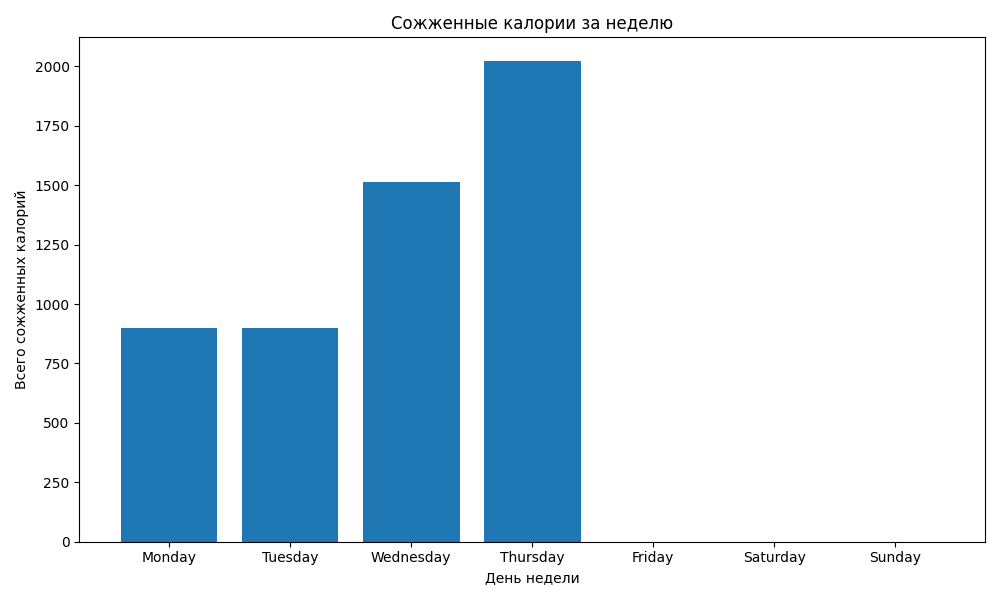 Сожженные калории за неделю
Всего сожженных калорий
2000
1750
1500
1250
1000
750
500
250
0
Monday Tuesday Wednesday Thursday Friday Saturday Sunday
День недели